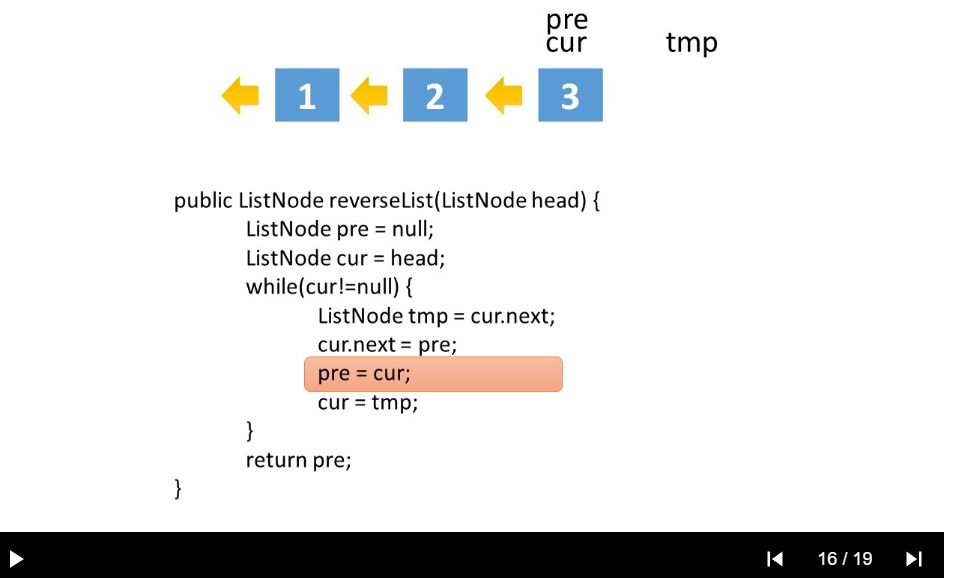 pre
cur tmp
1 2 3
public ListNode reverseList(ListNode head) {
ListNode pre = null;
ListNode cur = head;
while(cur!=null) {
ListNode tmp = cur.next;
cur.next = pre;
pre = cur;
cur = tmp;
}
return pre;
}
16 / 19